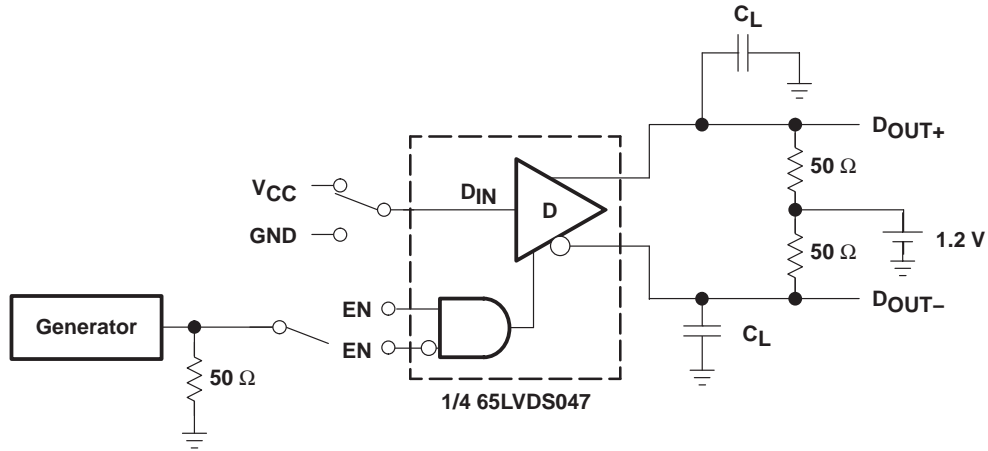 CL
DOUT+
50 Ω
VCC
DIN
D
GND
1.2 V
50 Ω
EN
DOUT–
Generator
EN
CL
50 Ω
1/4 65LVDS047